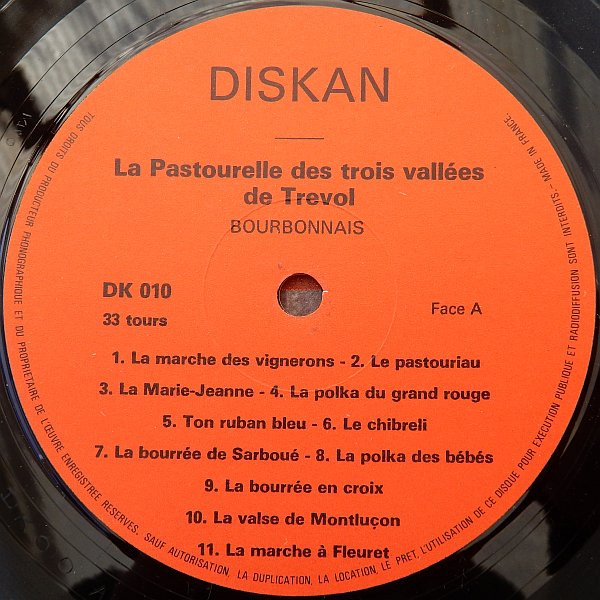 DISKAN
La Pastourelle des trois vallées
de Trevol
BOURBONNAIS
DK 010
33 tours
Face A
1. La marche des vignerons - 2. Le pastouriau
3. La Marie-Jeanne - 4. La polka du grand rouge
5. Ton ruban bleu - 6. Le chibreli
7. La bourrée de Sarboué - 8. La polka des bébés
9. La bourrée en croix
10. La valse de Montluçon
11. La marche à Fleuret
TOUS DROITS DU PRODUCTEUR PHONOGRAPHIQUE ET DU PROPRIETAIRE DE L'ŒUVRE ENREGISTREE RESERVES. SAUF AUTORISATION, LA DUPLICATION, LA LOCATION, LE PRET, L'UTILISATION DE CE DISQUE POUR EXECUTION PUBLIQUE ET RADIODIFFUSION SONT INTERDITS - MADE IN FRANCE.